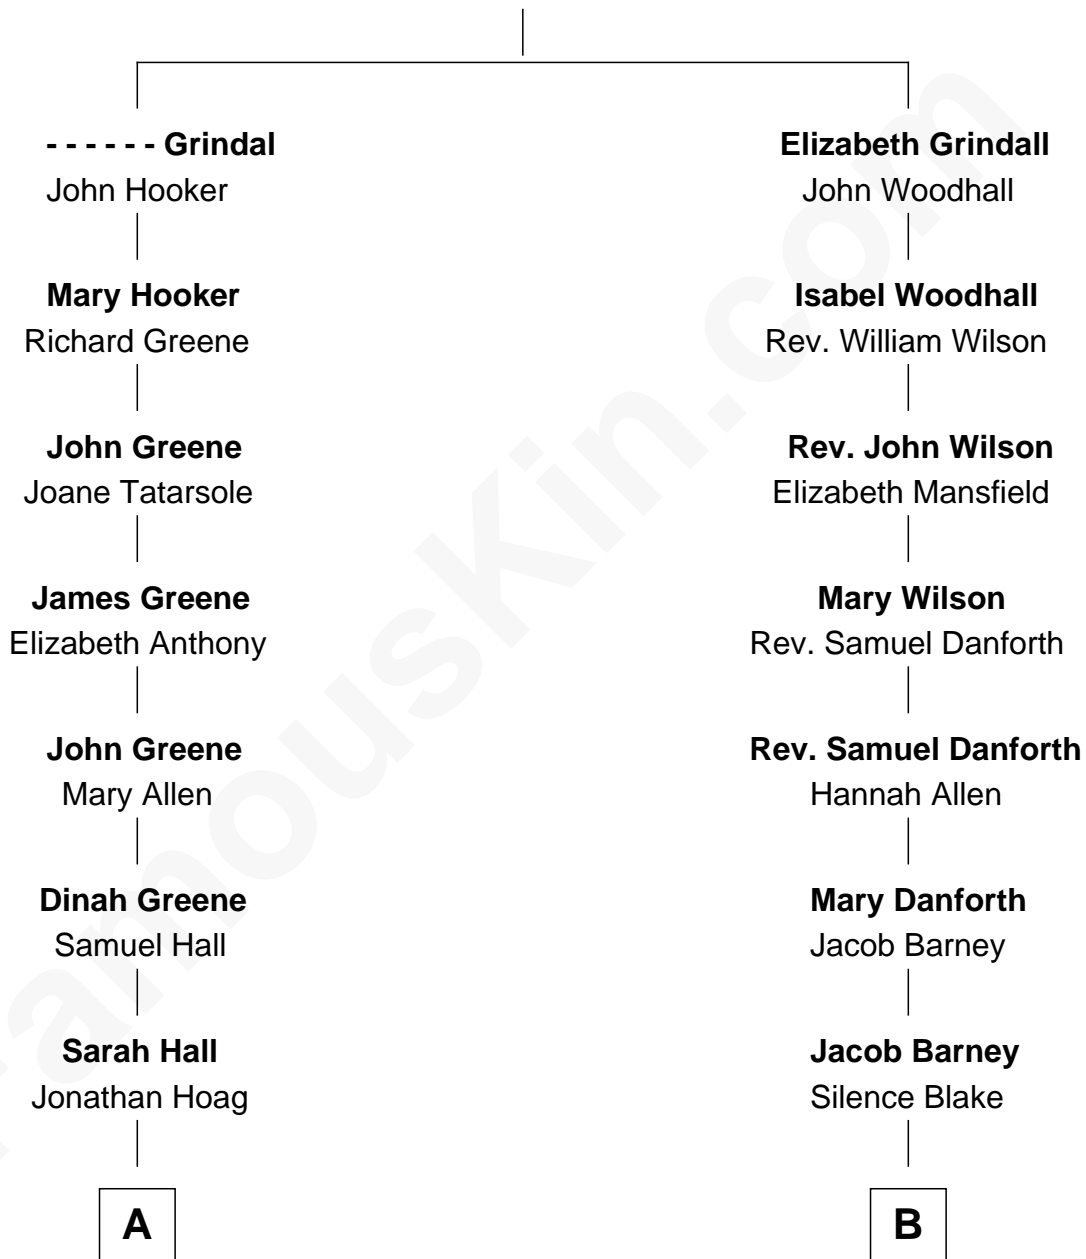 - - - - - - Grindal
John Hooker
Mary Hooker
Richard Greene
John Greene
Joane Tatarsole
James Greene
Elizabeth Anthony
John Greene
Mary Allen
Dinah Greene
Samuel Hall
Sarah Hall
Jonathan Hoag
A
Elizabeth Grindall
John Woodhall
Isabel Woodhall
Rev. William Wilson
Rev. John Wilson
Elizabeth Mansfield
Mary Wilson
Rev. Samuel Danforth
Rev. Samuel Danforth
Hannah Allen
Mary Danforth
Jacob Barney
Jacob Barney
Silence Blake
B
FamousKin.com